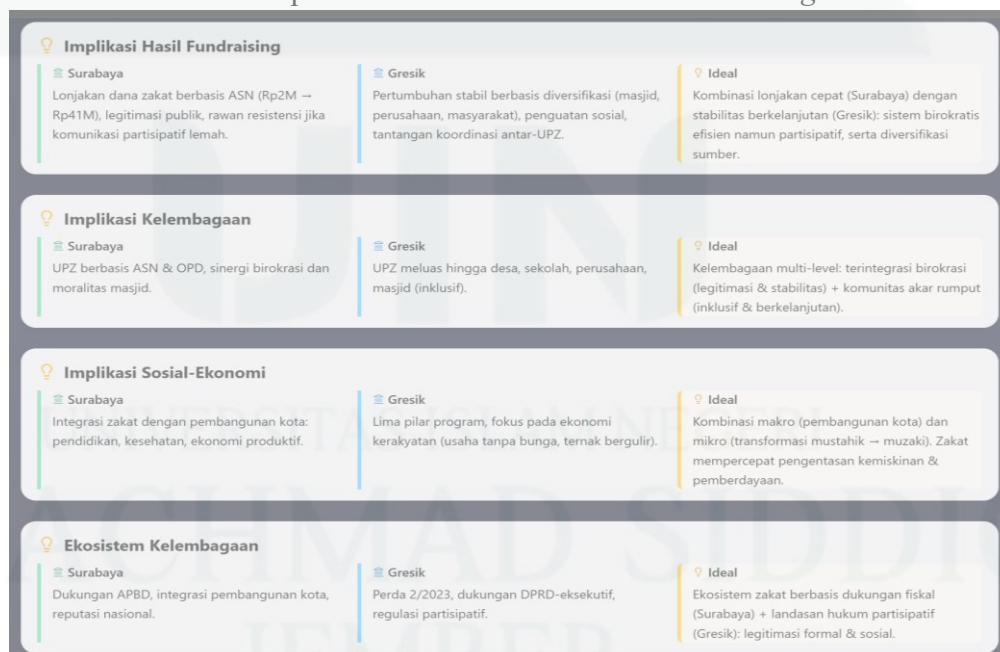 Implikasi Hasil Fundraising
Surabaya
Lonjakan dana zakat berbasis ASN (Rp2M →
Rp41M), legitimasi publik, rawan resistensi jika
komunikasi partisipatif lemah.
Gresik
Pertumbuhan stabil berbasis diversifikasi (masjid,
perusahaan, masyarakat), penguatan sosial,
tantangan koordinasi antar-UPZ.
Ideal
Kombinasi lonjakan cepat (Surabaya) dengan
stabilitas berkelanjutan (Gresik): sistem birokratis
efisien namun partisipatif, serta diversifikasi
sumber.
Implikasi Kelembagaan
Surabaya
UPZ berbasis ASN & OPD, sinergi birokrasi dan
moralitas masjid.
Gresik
UPZ meluas hingga desa, sekolah, perusahaan,
masjid (inklusif).
Ideal
Kelembagaan multi-level: terintegrasi birokrasi
(legitimasi & stabilitas) + komunitas akar rumput
(inklusif & berkelanjutan).
Implikasi Sosial-Ekonomi
Surabaya
Integrasi zakat dengan pembangunan kota:
pendidikan, kesehatan, ekonomi produktif.
Gresik
Lima pilar program, fokus pada ekonomi
kerakyatan (usaha tanpa bunga, ternak bergulir).
Ideal
Kombinasi makro (pembangunan kota) dan
mikro (transformasi mustahik → muzaki). Zakat
mempercepat pengentasan kemiskinan &
pemberdayaan.
Ekosistem Kelembagaan
Surabaya
Dukungan APBD, integrasi pembangunan kota,
reputasi nasional.
Gresik
Perda 2/2023, dukungan DPRD-eksekutif,
regulasi partisipatif.
Ideal
Ekosistem zakat berbasis dukungan fiskal
(Surabaya) + landasan hukum partisipatif
(Gresik): legitimasi formal & sosial.
UIN
UNIVERSITAS ISLAM NEGERI
ACHMAD SIDDIQ
JEMBER